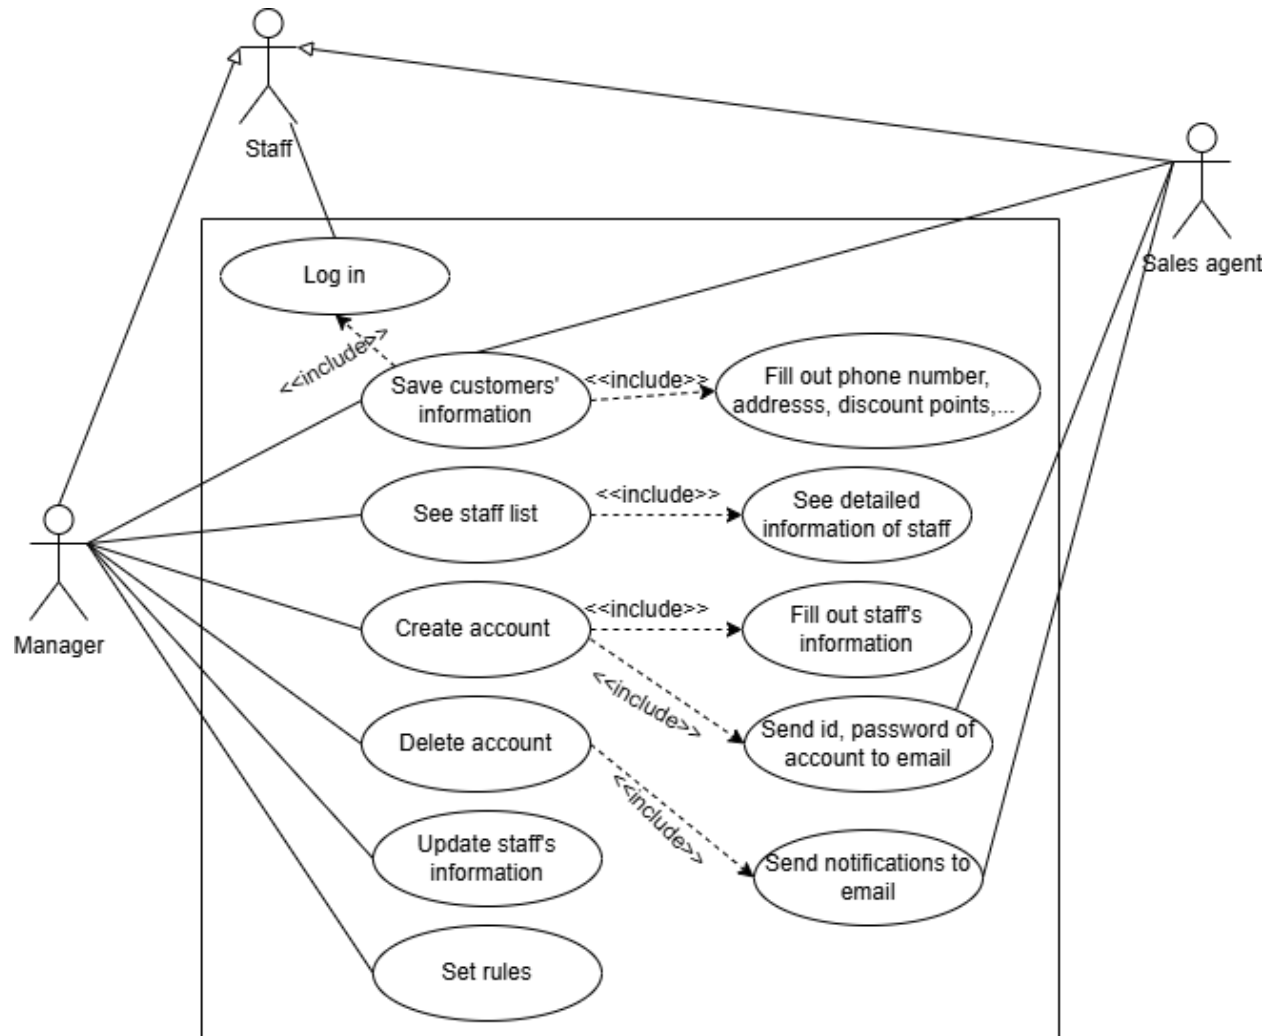 Staff
Sales agent
Log in
<<include>>
Save customers'
information
<<include>>
Fill out phone number,
addresss, discount points,...
See staff list
<<include>>
See detailed
information of staff
Manager
Create account
<<include>>
Fill out staff's
information
<<include>>
Send id, password of
account to email
Delete account
<<include>>
Send notifications to
email
Update staff's
information
Set rules